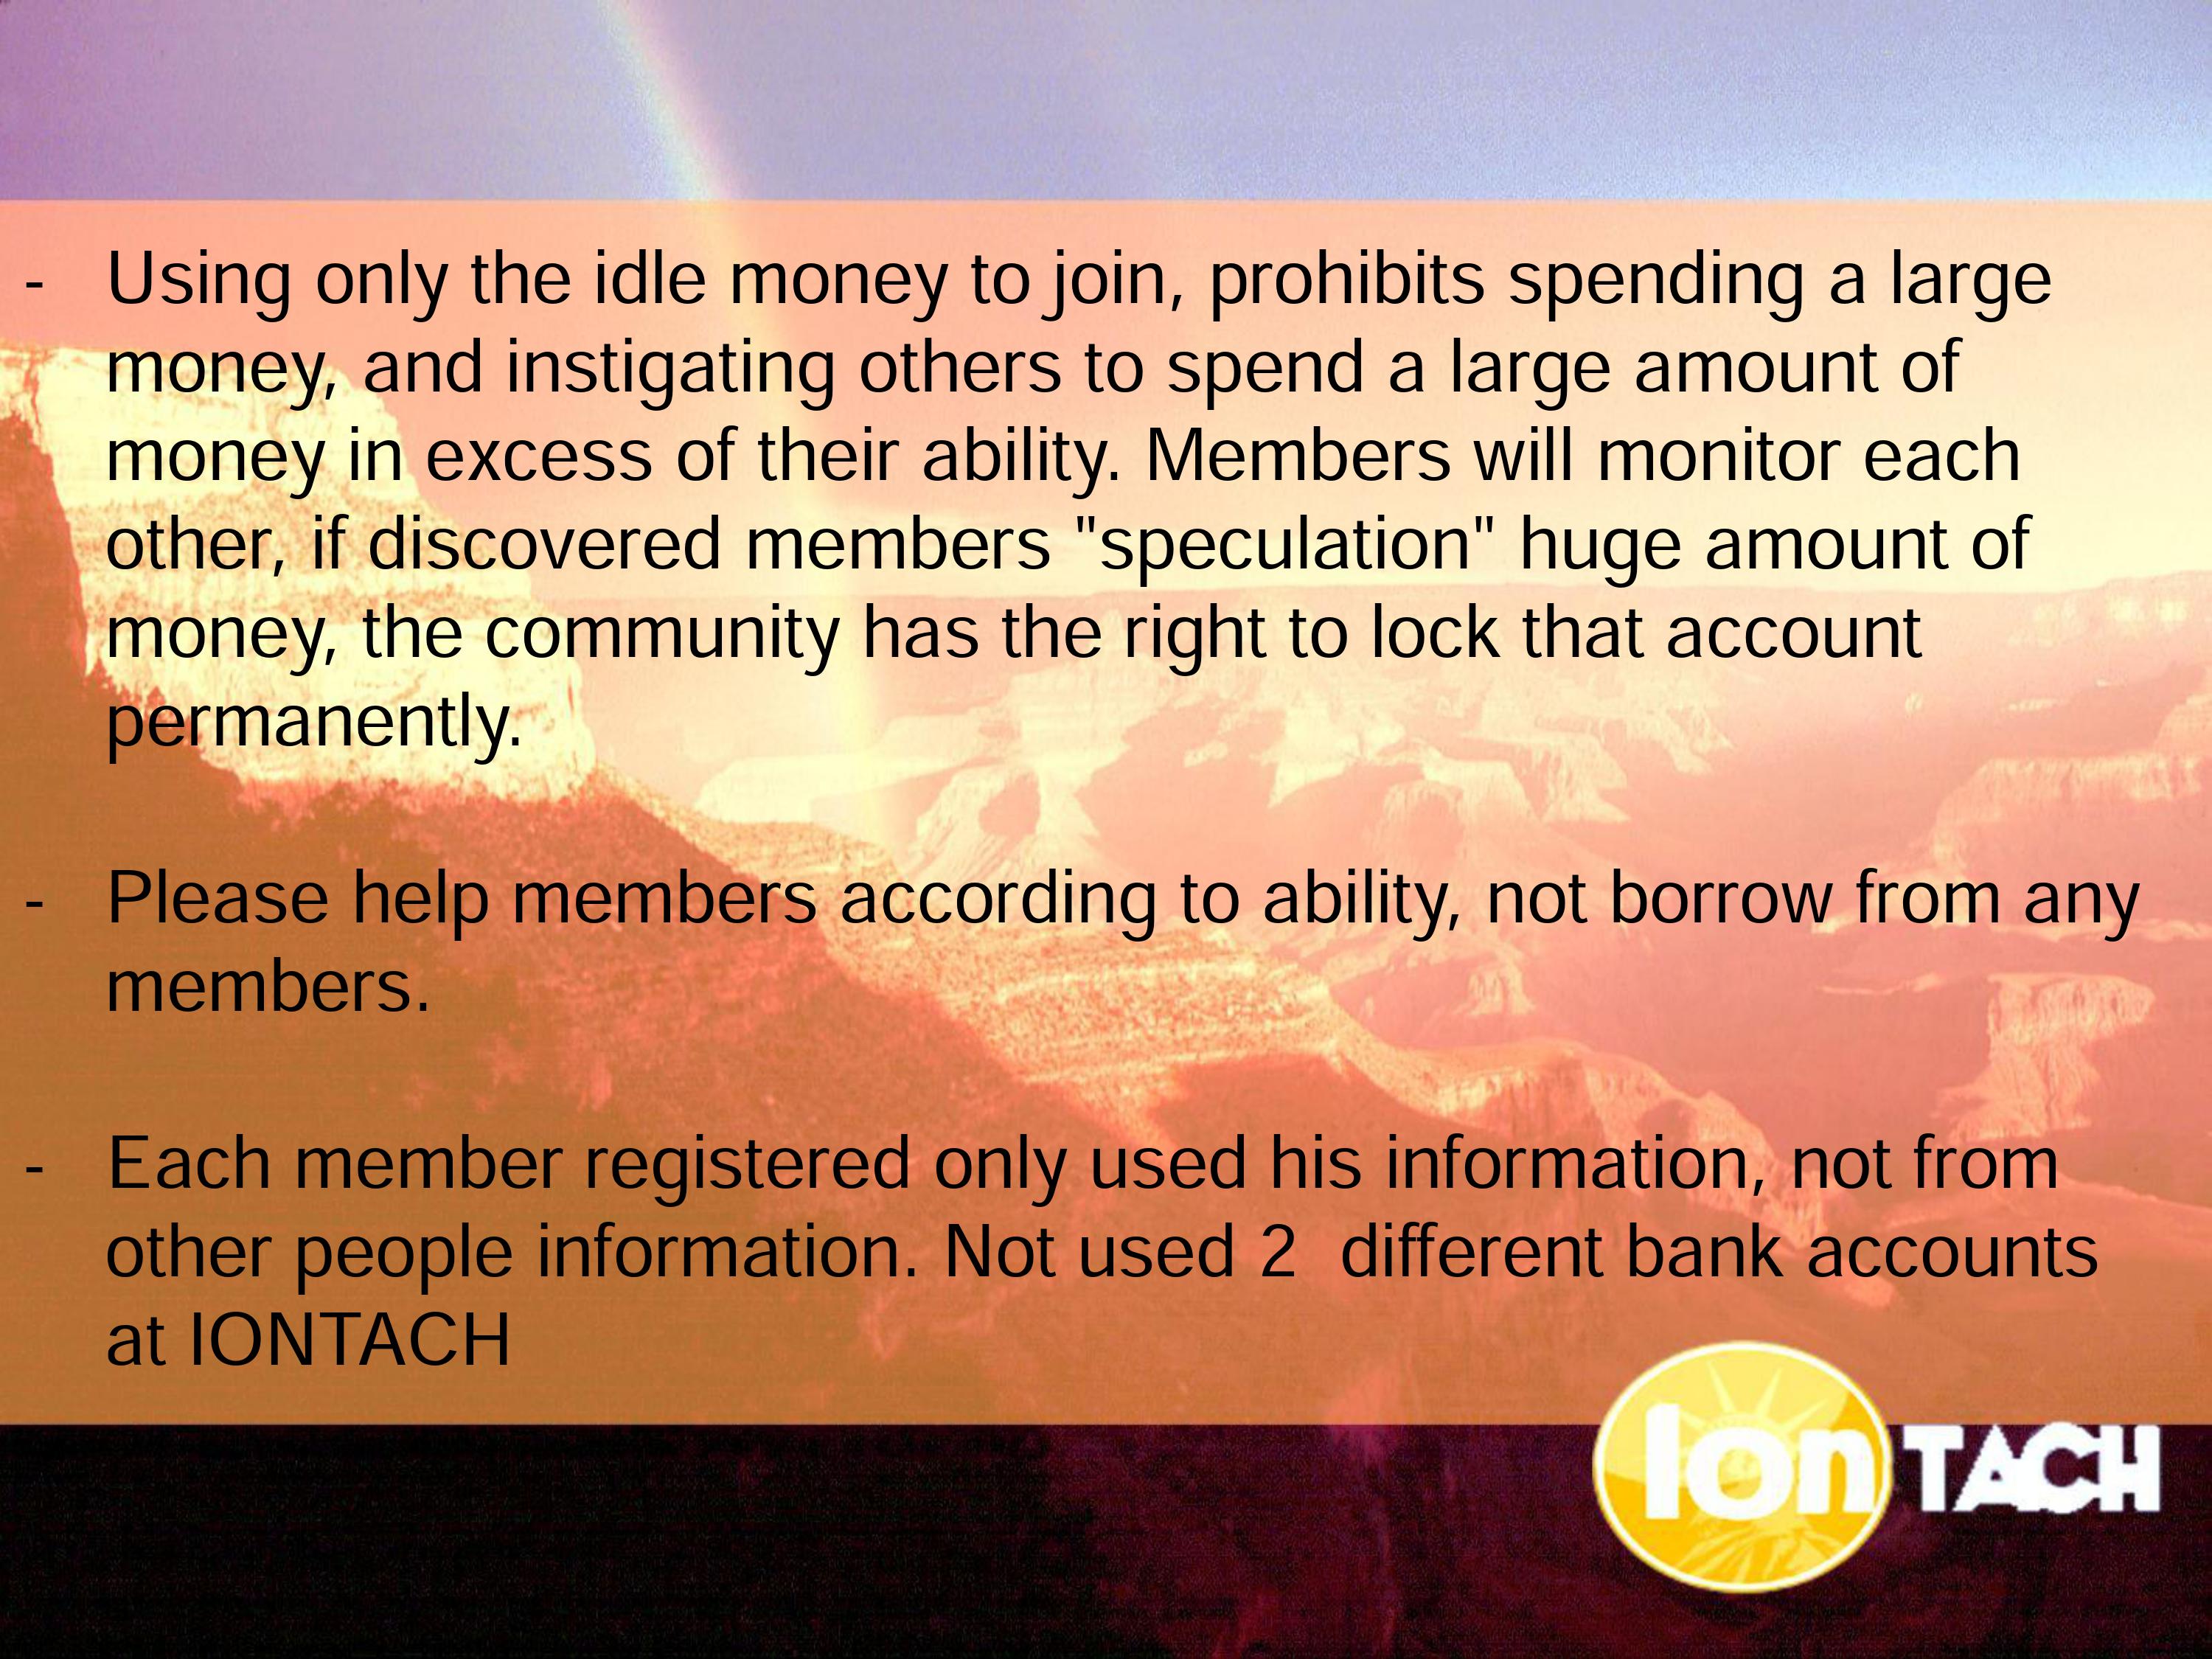 - Using only the idle money to join, prohibits spending a large
money, and instigating others to spend a large amount of
money in excess of their ability. Members will monitor each
other, if discovered members "speculation" huge amount of
money, the community has the right to lock that account
permanently.
- Please help members according to ability, not borrow from any
members.
- Each member registered only used his information, not from
other people information. Not used 2  different bank accounts
at IONTACH
Ion TACH